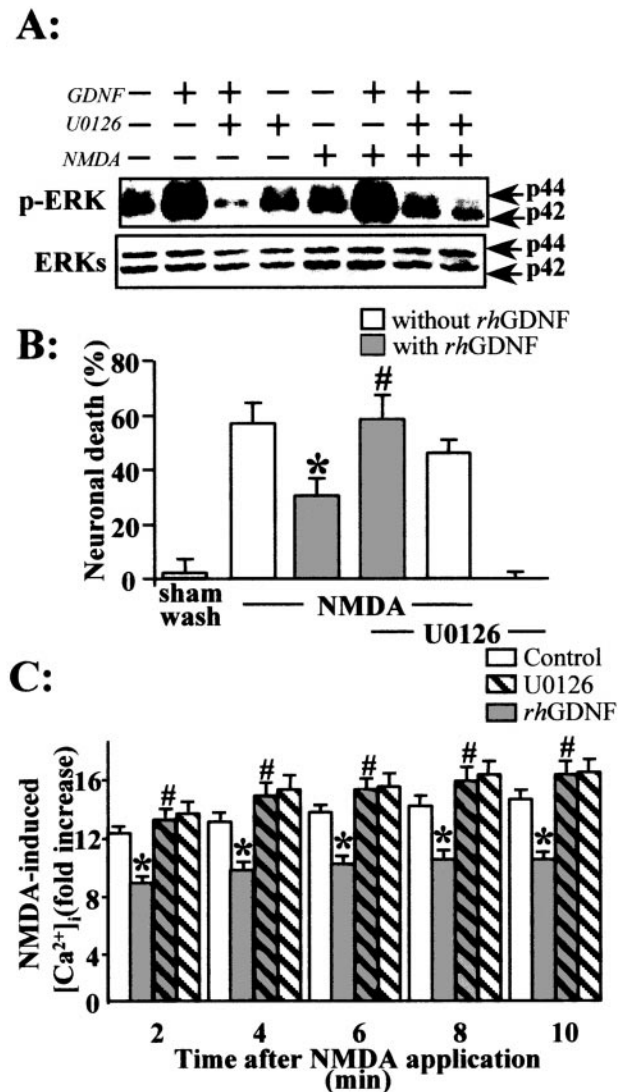 A:
GDNF − + + − − + + −
U0126 + + + +
NMDA − − − − + + + +
p-ERK
p44
p42
ERKs
p44
p42
B:
without rhGDNF
with rhGDNF
Neuronal death (%)
80
60
40
20
0
*
#
sham
wash
NMDA
U0126
C:
Control
U0126
rhGDNF
NMDA-induced
[Ca²⁺]ᵢ(fold increase)
16
12
8
4
0
* # * # * # * # * #
2 4 6 8 10
Time after NMDA application
(min)